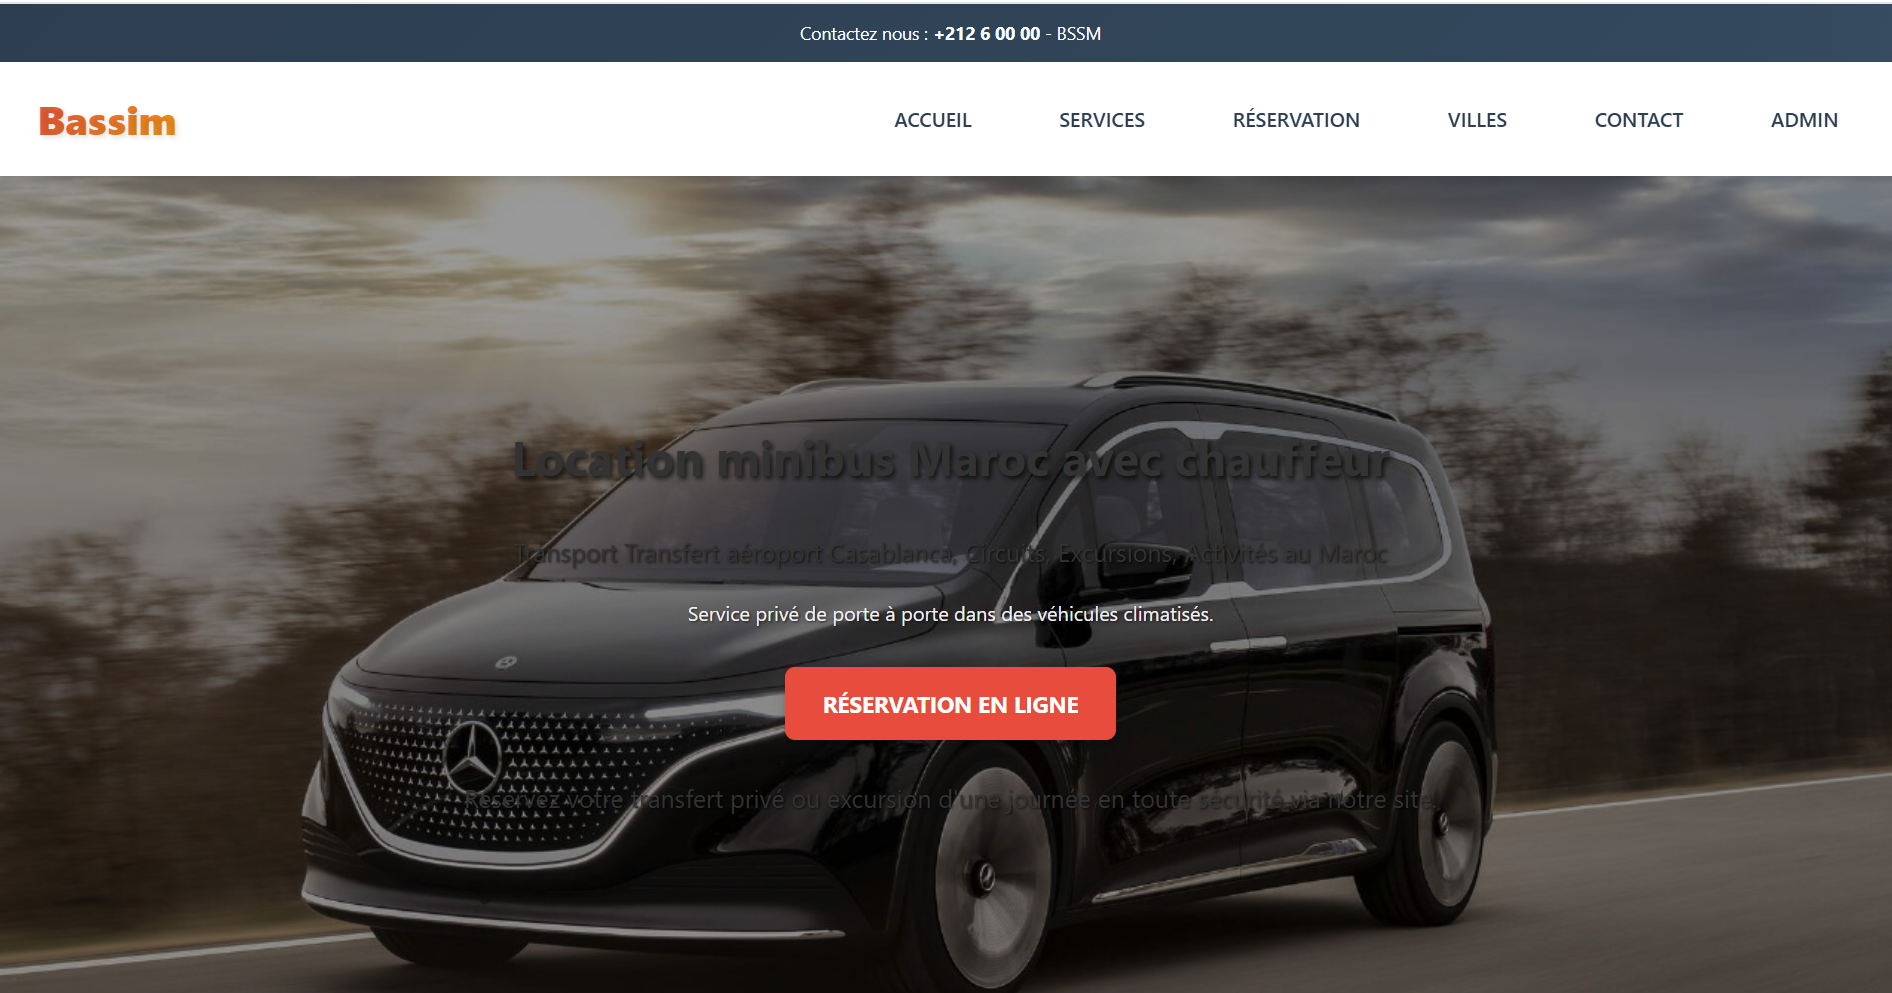 Contactez nous : +212 6 00 00 - BSSM
Bassim
ACCUEIL SERVICES RÉSERVATION VILLES CONTACT ADMIN
Location minibus Maroc avec chauffeur
Transport Transfert aéroport Casablanca, Circuits, Excursions, Activités au Maroc
Service privé de porte à porte dans des véhicules climatisés.
RÉSERVATION EN LIGNE
Réservez votre transfert privé ou excursion d'une journée en toute sécurité via notre site.